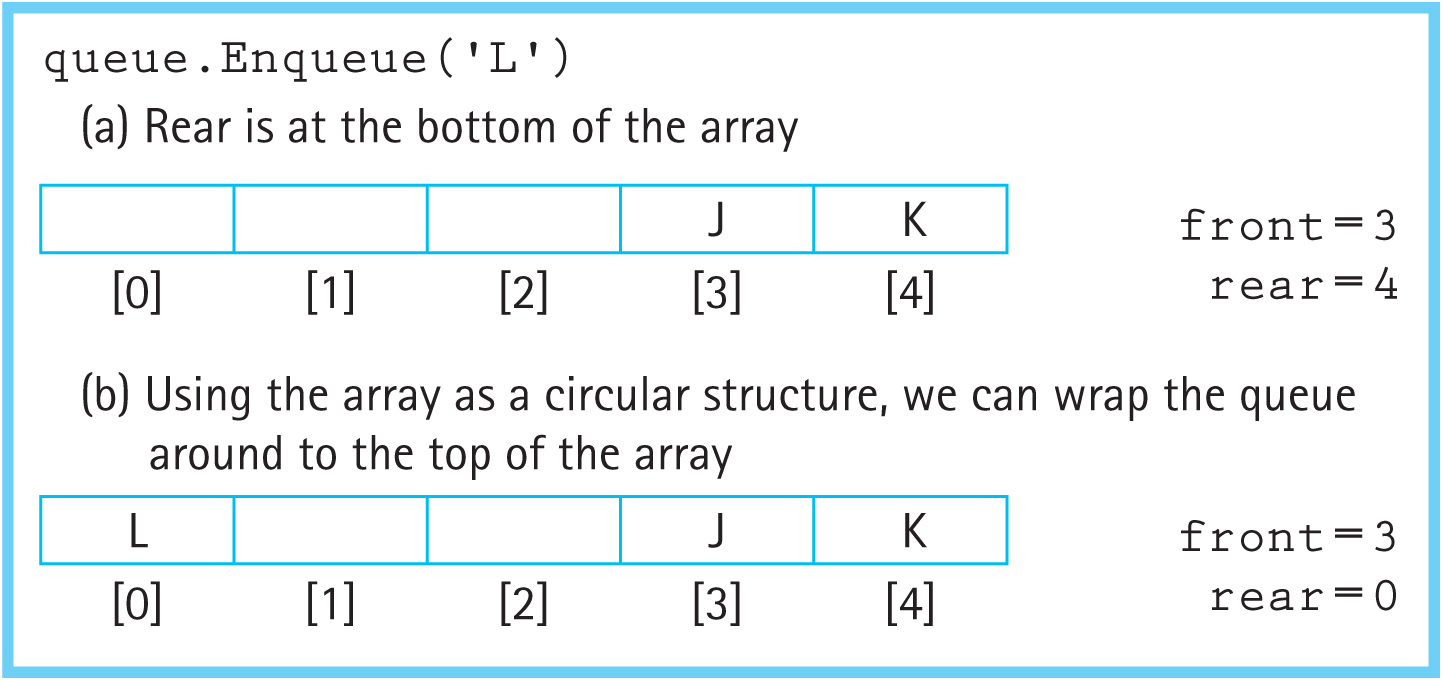 queue.Enqueue('L')
(a) Rear is at the bottom of the array
J K
[0] [1] [2] [3] [4]
front=3
rear=4
(b) Using the array as a circular structure, we can wrap the queue
around to the top of the array
L J K
[0] [1] [2] [3] [4]
front=3
rear=0